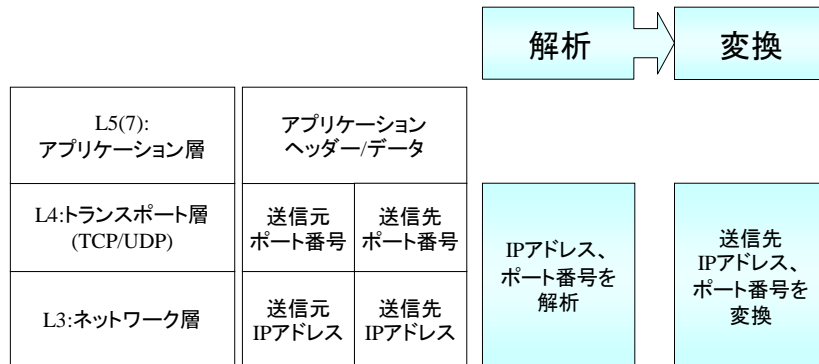 解析
変換
L5(7):
アプリケーション層
アプリケーション
ヘッダー/データ
L4:トランスポート層
(TCP/UDP)
送信元
ポート番号
送信先
ポート番号
L3:ネットワーク層
送信元
IPアドレス
送信先
IPアドレス
IPアドレス、
ポート番号を
解析
送信先
IPアドレス、
ポート番号を
変換